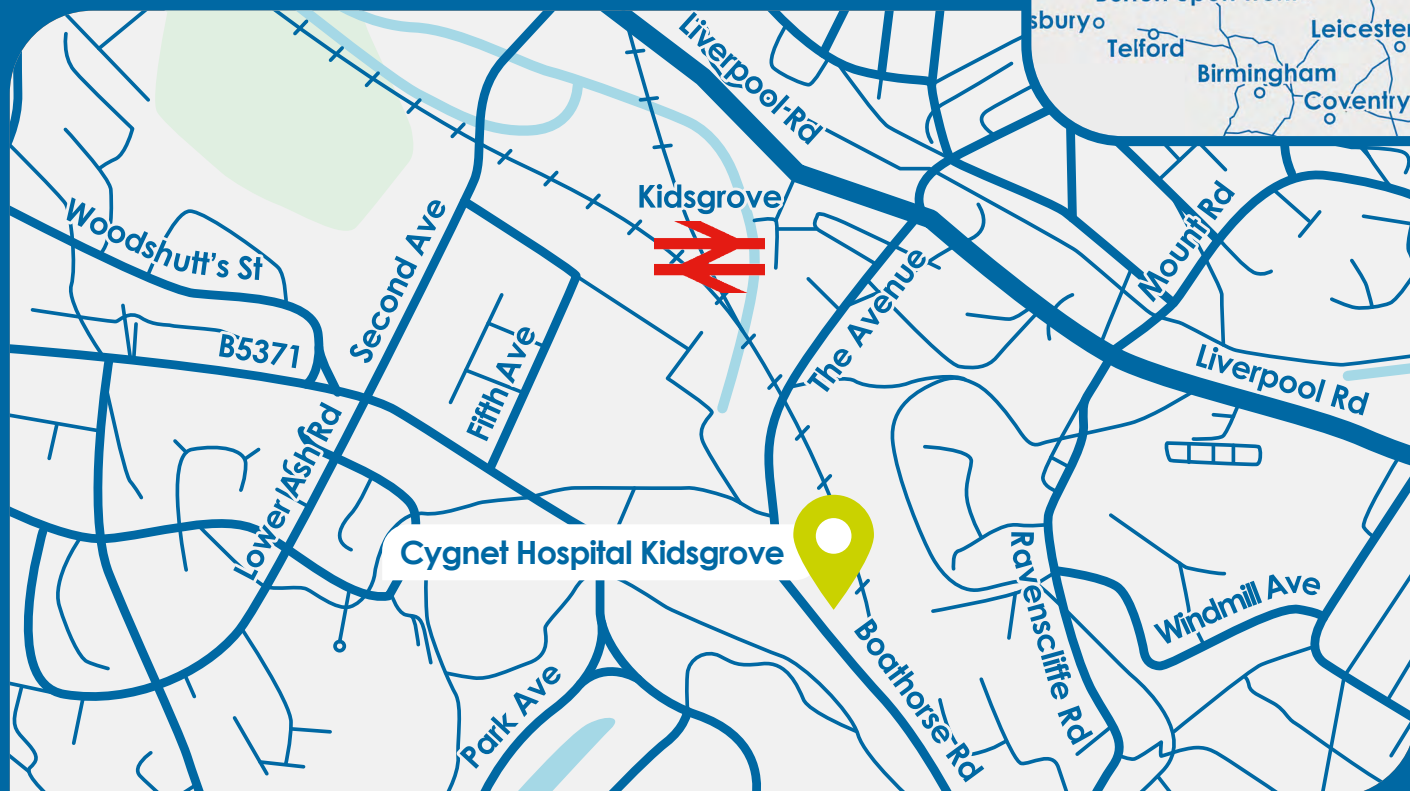 sbury
Telford
Leicester
Birmingham
Coventry
Liverpool Rd
Kidsgrove
Woodshutt's St
Second Ave
Mount Rd
The Avenue
B5371
Fifth Ave
Liverpool Rd
Lower Ash Rd
Cygnet Hospital Kidsgrove
Ravenscliffe Rd
Windmill Ave
Boathorse Rd
Park Ave